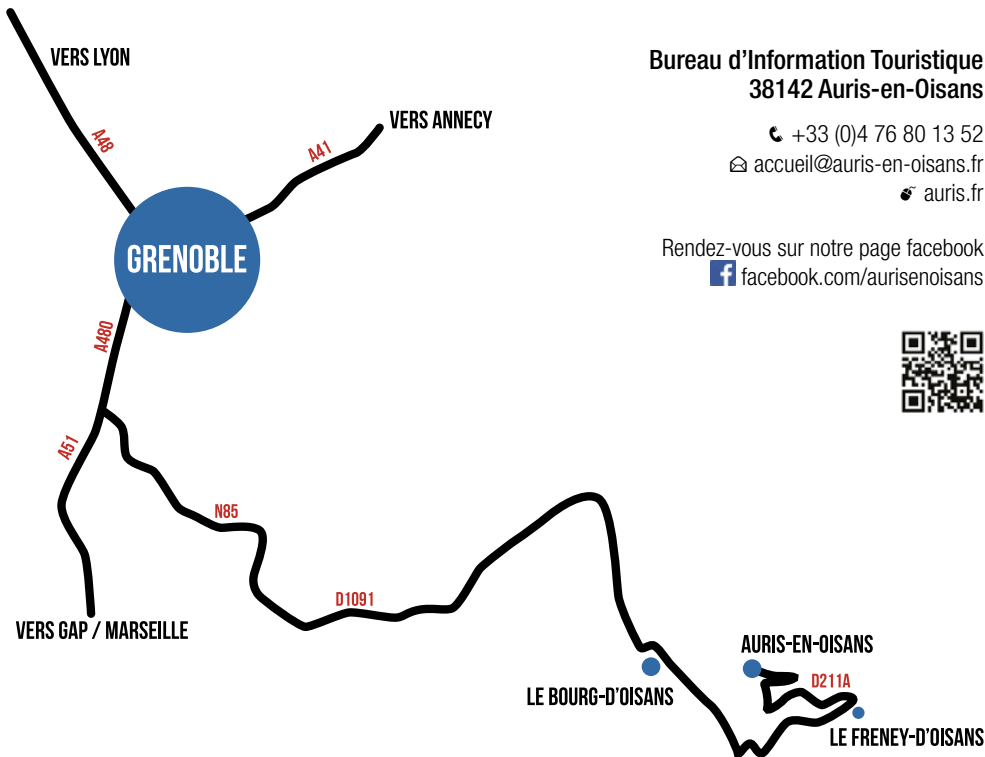 VERS LYON
A48
A41
VERS ANNECY
GRENOBLE
A480
A51
N85
D1091
VERS GAP / MARSEILLE
LE BOURG-D'OISANS
AURIS-EN-OISANS
D211A
LE FRENEY-D'OISANS
Bureau d'Information Touristique
38142 Auris-en-Oisans
+33 (0)4 76 80 13 52
accueil@auris-en-oisans.fr
auris.fr
Rendez-vous sur notre page facebook
facebook.com/aurisenoisans